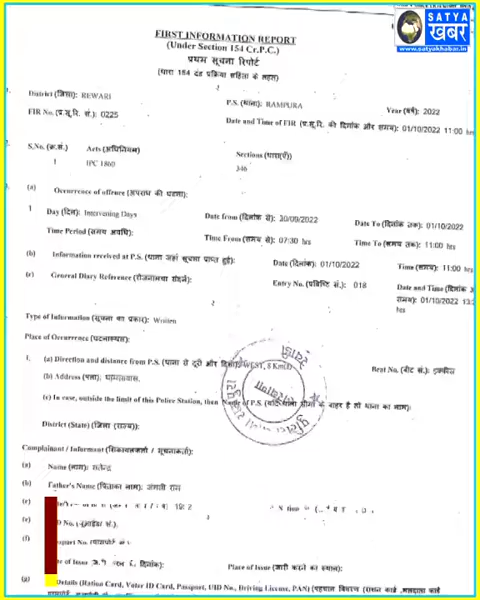 SATYA
खबर
www.satyakhabar.in
FIRST INFORMATION REPORT
(Under Section 154 Cr.P.C.)
प्रथम सूचना रिपोर्ट
(धारा 154 दंड प्रक्रिया संहिता के तहत)
District (जिला): REWARI
P.S. (थाना): RAMPURA
Year (वर्ष): 2022
FIR No. (प्र.सू.रि. सं.): 0225
Date and Time of FIR (प्र.सू.रि. की दिनांक और समय): 01/10/2022 11:00 hrs
2.
S.No. (क्र.सं.) Acts (अधिनियम) Sections (धारा(एँ))
1 IPC 1860 346
(a) Occurrence of offence (अपराध की घटना):
1 Day (दिन): Intervening Days Date from (दिनांक से): 30/09/2022 Date To (दिनांक तक): 01/10/2022
Time Period (समय अवधि): Time From (समय से): 07:30 hrs Time To (समय तक): 11:00 hrs
(b) Information received at P.S. (थाना जहां सूचना प्राप्त हुई): Date (दिनांक): 01/10/2022 Time (समय): 11:00 hrs
(c) General Diary Reference (रोजनामचा संदर्भ): Entry No. (प्रविष्टि सं.): 018 Date and Time (दिनांक
समय): 01/10/2022
hrs
Type of Information (सूचना का प्रकार): Written
Place of Occurrence (घटनास्थल):
1. (a) Direction and distance from P.S. (थाना से दूरी और दिशा): WEST, 8 Km(s) Beat No. (बीट सं.):
(b) Address (पता):
(c) In case, outside the limit of this Police Station, then Name of P.S. (यदि थाना सीमा के बाहर है तो थाना का नाम):
District (State) (जिला (राज्य)):
Complainant / Informant (शिकायतकर्ता / सूचनाकर्ता):
(a) Name (नाम): सतेन्द्र
(b) Father's Name (पिताका नाम): जगती राम
(c)
(e)
(f) No. (पासपोर्ट सं.
of Issue दिनांक): Place of Issue (जारी करने का स्थान):
(g) Details (Ration Card, Voter ID Card, Passport, UID No., Driving License, PAN) (पहचान विवरण (राशन कार्ड